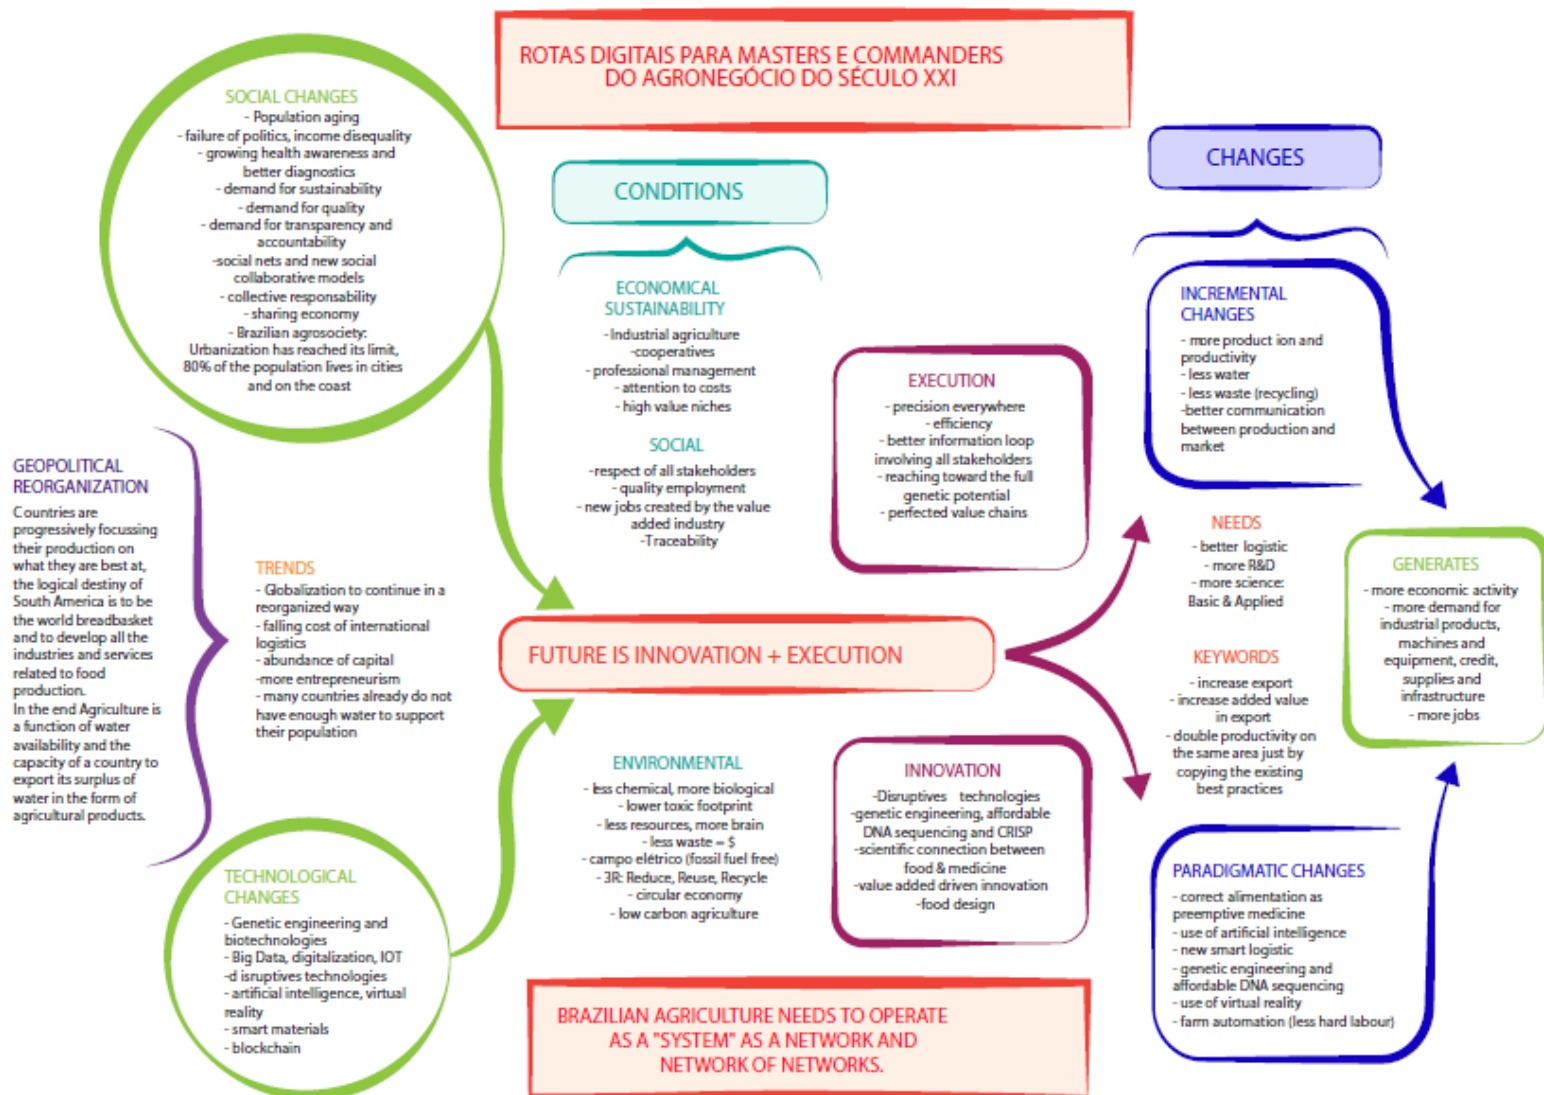 ROTAS DIGITAIS PARA MASTERS E COMMANDERS
DO AGRONEGÓCIO DO SÉCULO XXI
SOCIAL CHANGES
- Population aging
- failure of politics, income disequality
- growing health awareness and
better diagnostics
- demand for sustainability
- demand for quality
- demand for transparency and
accountability
-social nets and new social
collaborative models
- collective responsability
- sharing economy
- Brazilian agrosociety:
Urbanization has reached its limit,
80% of the population lives in cities
and on the coast
GEOPOLITICAL
REORGANIZATION
Countries are
progressively focussing
their production on
what they are best at,
the logical destiny of
South America is to be
the world breadbasket
and to develop all the
industries and services
related to food
production.
In the end Agriculture is
a function of water
availability and the
capacity of a country to
export its surplus of
water in the form of
agricultural products.
TRENDS
- Globalization to continue in a
reorganized way
- falling cost of international
logistics
- abundance of capital
-more entrepreneurism
- many countries already do not
have enough water to support
their population
TECHNOLOGICAL
CHANGES
- Genetic engineering and
biotechnologies
- Big Data, digitalization, IOT
-d isruptives technologies
- artificial intelligence, virtual
reality
- smart materials
- blockchain
CONDITIONS
ECONOMICAL
SUSTAINABILITY
- Industrial agriculture
-cooperatives
- professional management
- attention to costs
- high value niches
SOCIAL
-respect of all stakeholders
- quality employment
- new jobs created by the value
added industry
-Traceability
FUTURE IS INNOVATION + EXECUTION
ENVIRONMENTAL
- less chemical, more biological
- lower toxic footprint
- less resources, more brain
- less waste = $
- campo elétrico (fossil fuel free)
- 3R: Reduce, Reuse, Recycle
- circular economy
- low carbon agriculture
EXECUTION
- precision everywhere
- efficiency
- better information loop
involving all stakeholders
- reaching toward the full
genetic potential
- perfected value chains
INNOVATION
-Disruptives technologies
-genetic engineering, affordable
DNA sequencing and CRISP
-scientific connection between
food & medicine
-value added driven innovation
-food design
BRAZILIAN AGRICULTURE NEEDS TO OPERATE
AS A "SYSTEM" AS A NETWORK AND
NETWORK OF NETWORKS.
CHANGES
INCREMENTAL
CHANGES
- more product ion and
productivity
- less water
- less waste (recycling)
-better communication
between production and
market
NEEDS
- better logistic
- more R&D
- more science:
Basic & Applied
KEYWORDS
- increase export
- increase added value
in export
- double productivity on
the same area just by
copying the existing
best practices
PARADIGMATIC CHANGES
- correct alimentation as
preemptive medicine
- use of artificial intelligence
- new smart logistic
- genetic engineering and
affordable DNA sequencing
- use of virtual reality
- farm automation (less hard labour)
GENERATES
- more economic activity
- more demand for
industrial products,
machines and
equipment, credit,
supplies and
infrastructure
- more jobs